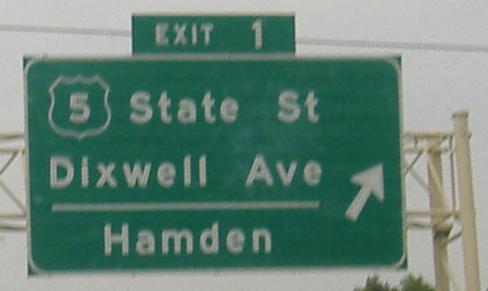 EXIT 1
5 State St
Dixwell Ave
Hamden